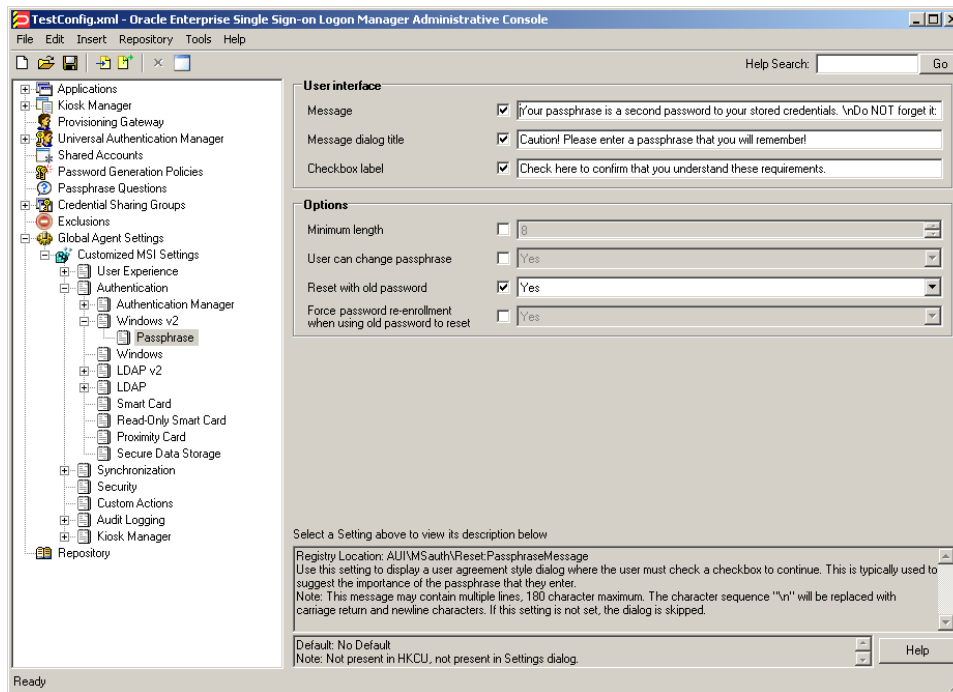 TestConfig.xml - Oracle Enterprise Single Sign-on Logon Manager Administrative Console
File Edit Insert Repository Tools Help
Help Search: Go
Applications
Kiosk Manager
Provisioning Gateway
Universal Authentication Manager
Shared Accounts
Password Generation Policies
Passphrase Questions
Credential Sharing Groups
Exclusions
Global Agent Settings
Customized MSI Settings
User Experience
Authentication
Authentication Manager
Windows v2
Passphrase
Windows
LDAP v2
LDAP
Smart Card
Read-Only Smart Card
Proximity Card
Secure Data Storage
Synchronization
Security
Custom Actions
Audit Logging
Kiosk Manager
Repository
User interface
Message Your passphrase is a second password to your stored credentials. \nDo NOT forget it:
Message dialog title Caution! Please enter a passphrase that you will remember!
Checkbox label Check here to confirm that you understand these requirements.
Options
Minimum length 8
User can change passphrase Yes
Reset with old password Yes
Force password re-enrollment
when using old password to reset Yes
Select a Setting above to view its description below
Registry Location: AUI\MSauth\Reset:PassphraseMessage
Use this setting to display a user agreement style dialog where the user must check a checkbox to continue. This is typically used to
suggest the importance of the passphrase that they enter.
Note: This message may contain multiple lines, 180 character maximum. The character sequence "\n" will be replaced with
carriage return and newline characters. If this setting is not set, the dialog is skipped.
Default: No Default
Note: Not present in HKCU, not present in Settings dialog.
Help
Ready